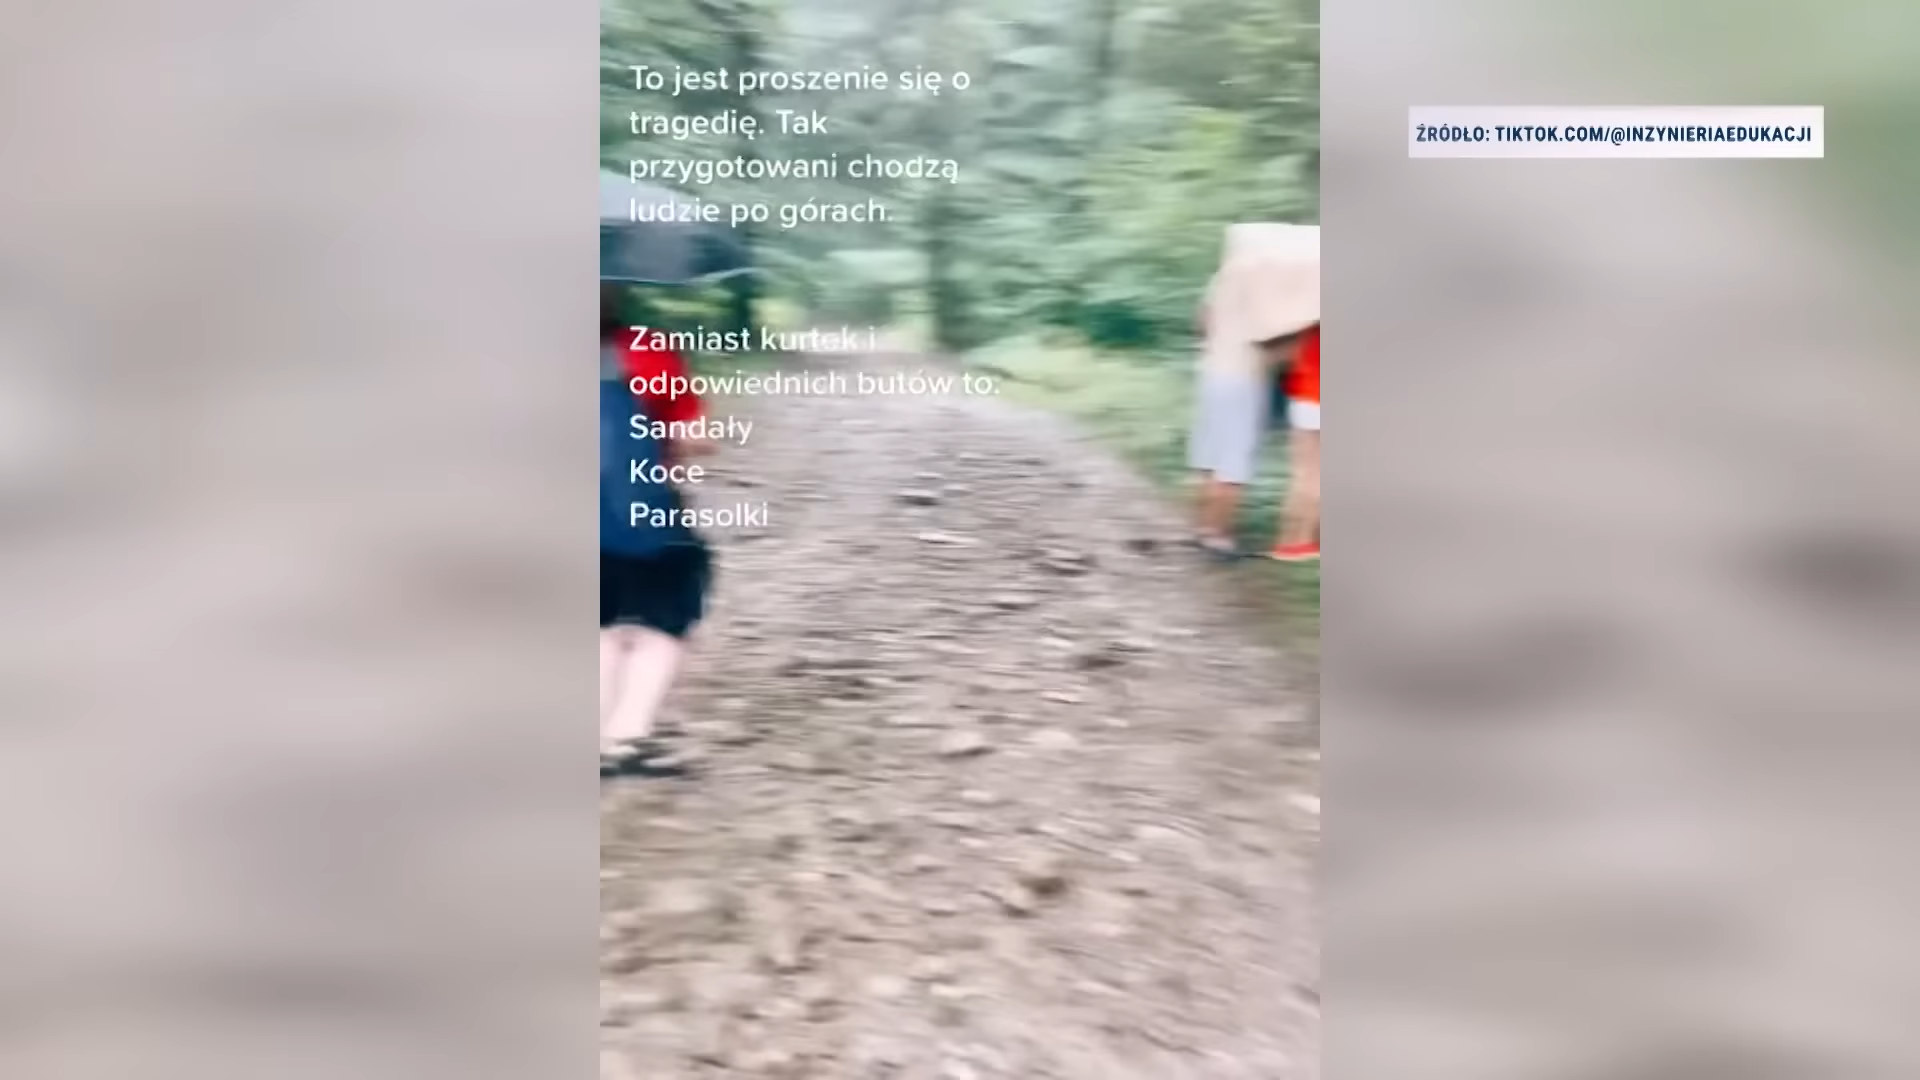 To jest proszenie się o
tragedię. Tak
przygotowani chodzą
ludzie po górach.
Zamiast kurtek i
odpowiednich butów to:
Sandały
Koce
Parasolki
ŹRÓDŁO: TIKTOK.COM/@INZYNIERIAEDUKACJI